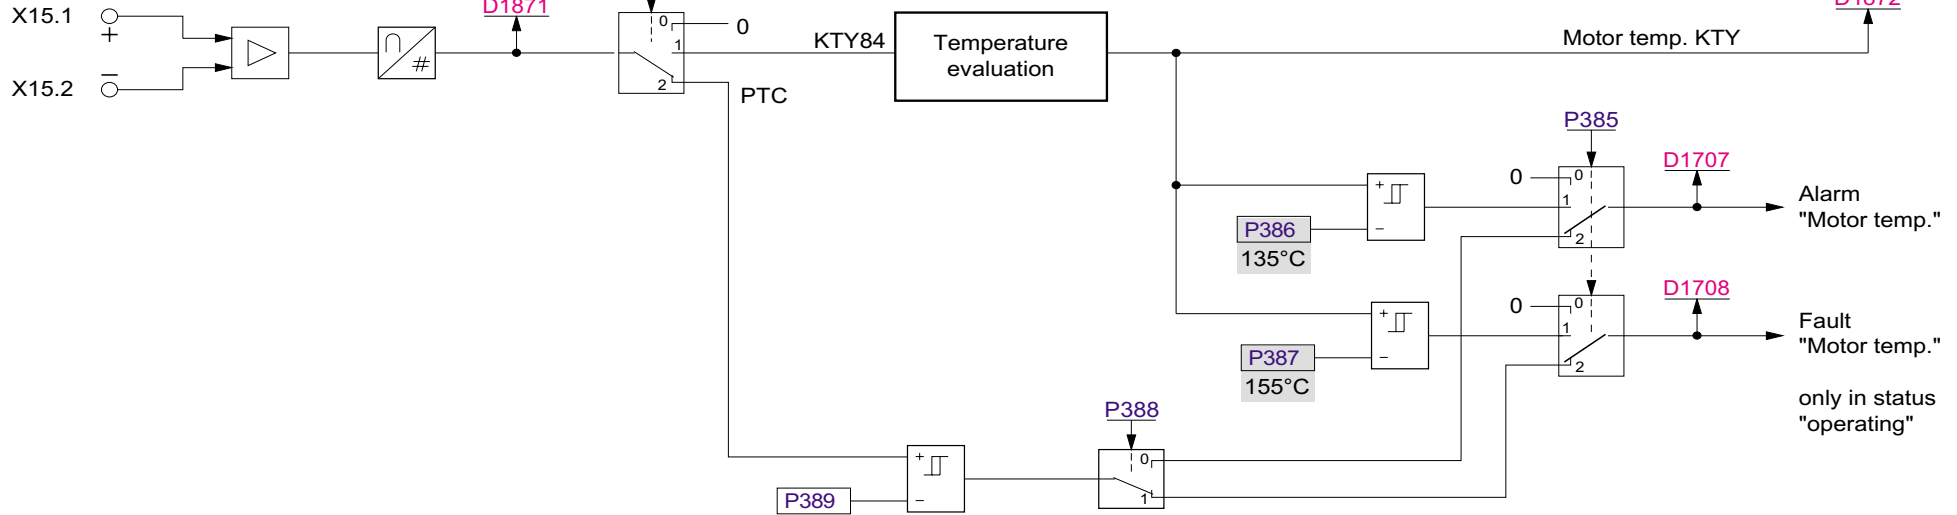 X15.1
+
–
X15.2
∩
#
D1871
0
1
2
0
KTY84
PTC
Temperature
evaluation
Motor temp. KTY
D1872
P385
D1707
+
–
P386
135°C
0
0
1
2
Alarm
"Motor temp."
D1708
+
–
P387
155°C
0
0
1
2
Fault
"Motor temp."
only in status
"operating"
P388
+
–
P389
0
1